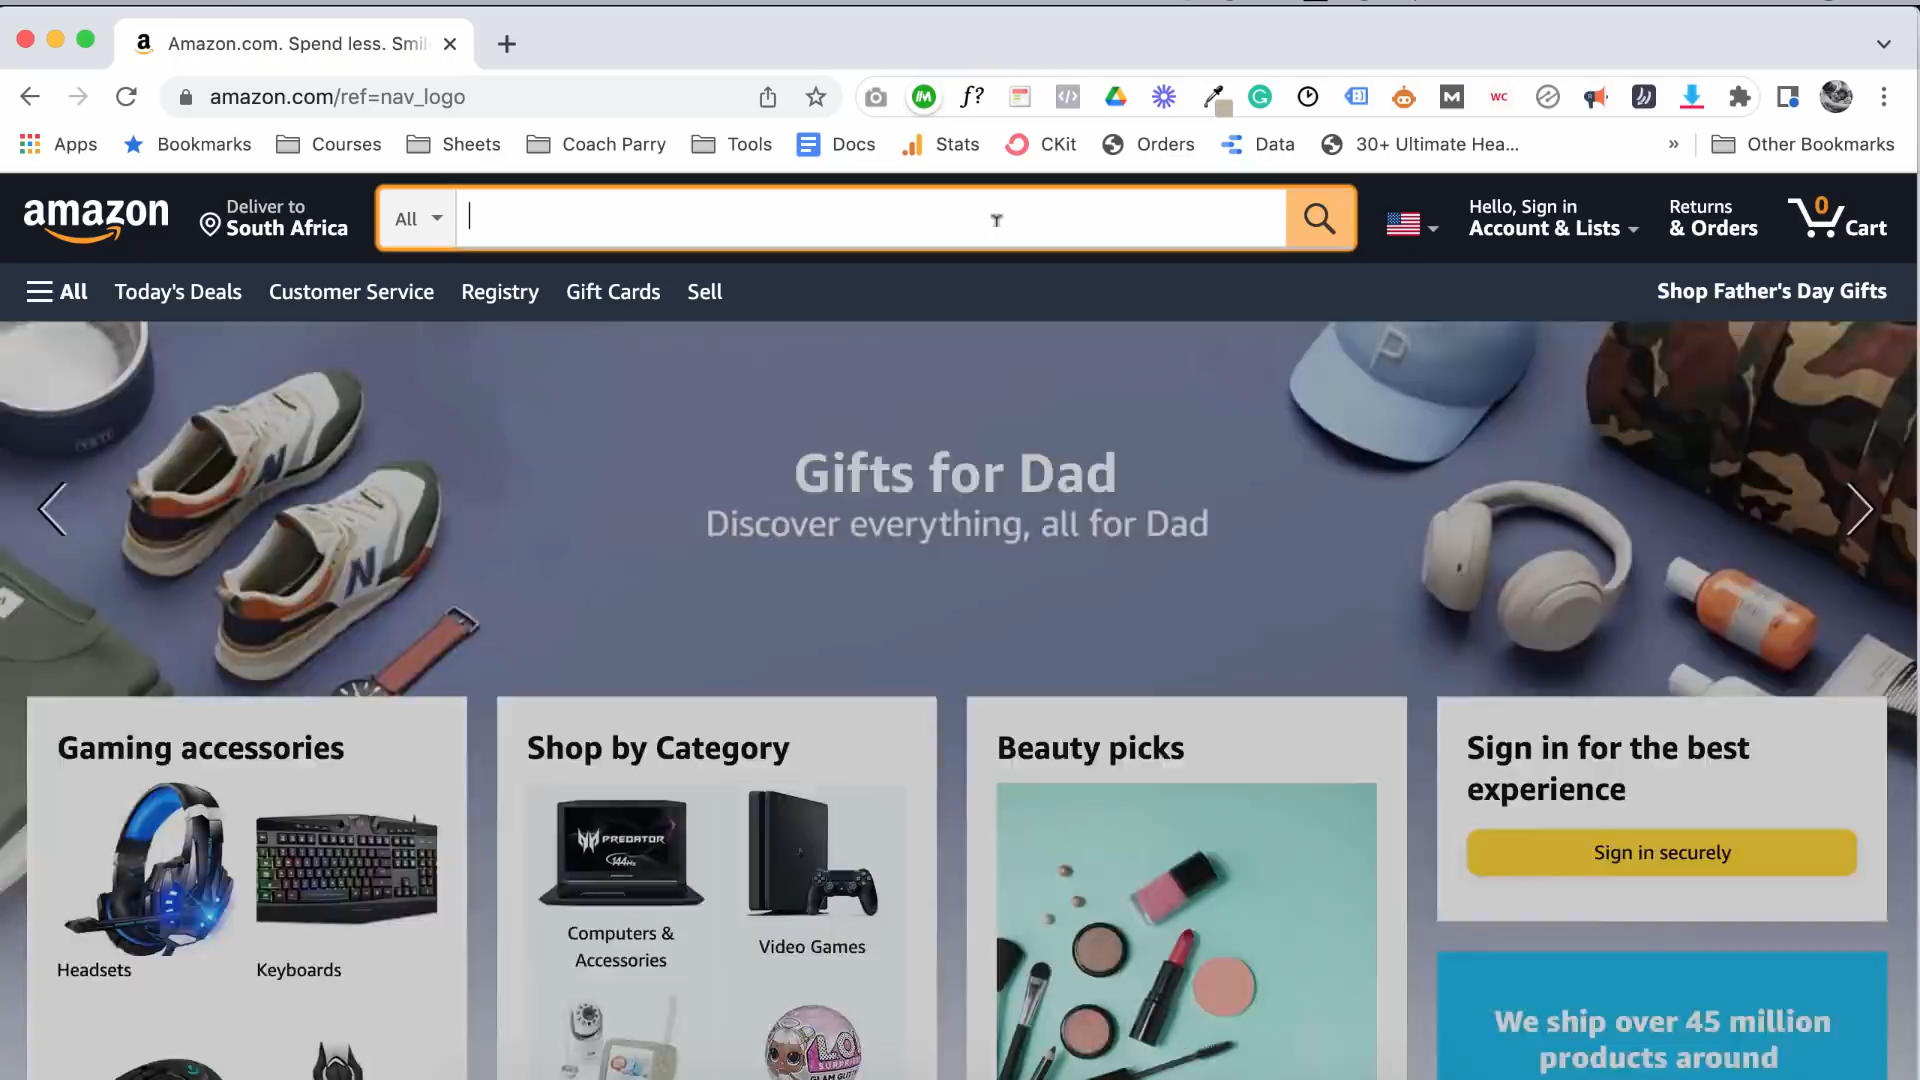 Amazon.com. Spend less. Smil
amazon.com/ref=nav_logo
Apps
Bookmarks
Courses
Sheets
Coach Parry
Tools
Docs
Stats
CKit
Orders
Data
30+ Ultimate Hea...
»
Other Bookmarks
amazon
Deliver to
South Africa
All
Hello, Sign in
Account & Lists
Returns
& Orders
0
Cart
All
Today's Deals
Customer Service
Registry
Gift Cards
Sell
Shop Father's Day Gifts
Gifts for Dad
Discover everything, all for Dad
Gaming accessories
Headsets
Keyboards
Shop by Category
PREDATOR
144Hz
Computers &
Accessories
Video Games
L.O.L.
SURPRISE
GLAM GLITTER
Beauty picks
Sign in for the best
experience
Sign in securely
We ship over 45 million
products around